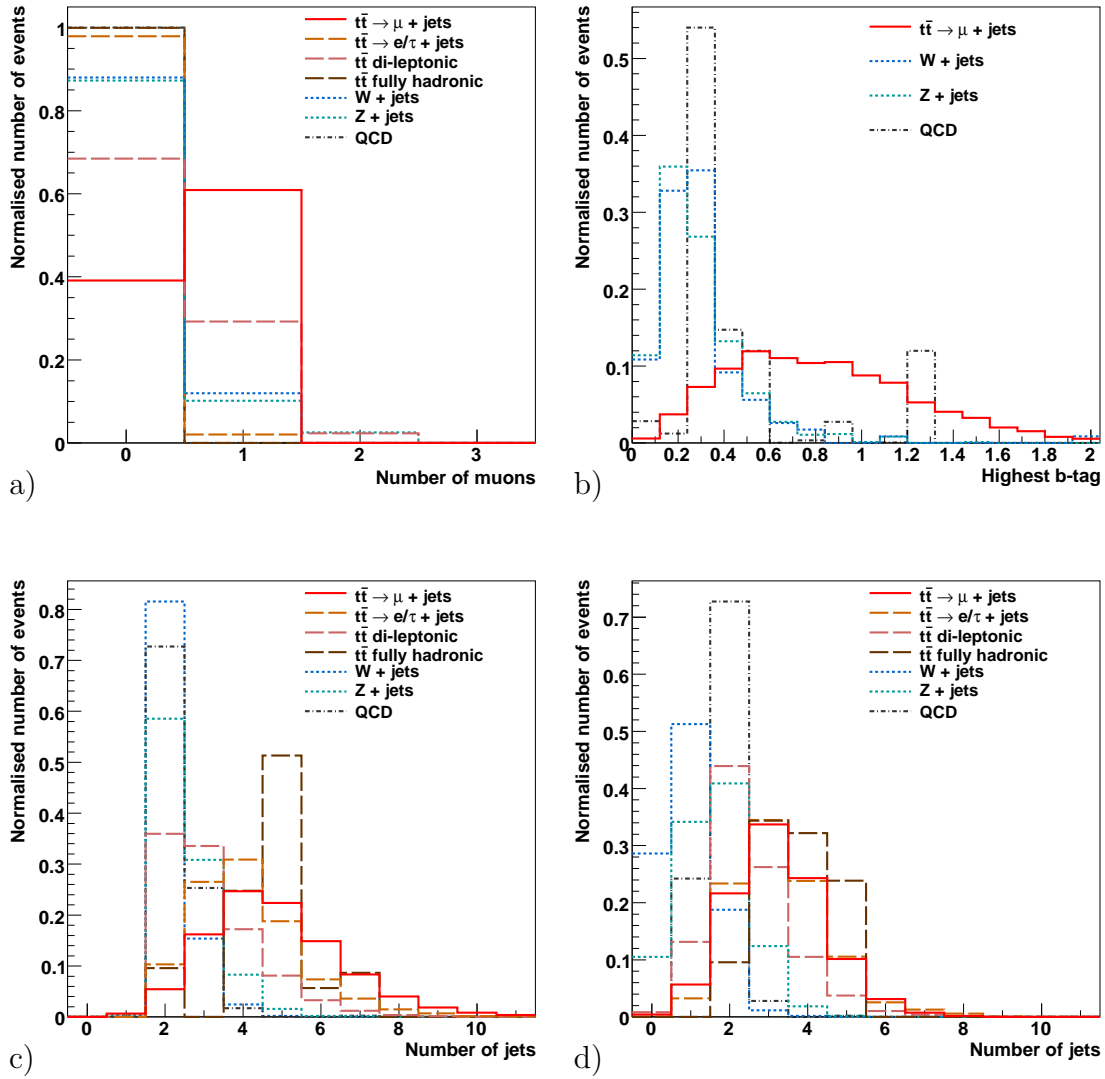 Normalised number of events
1
0.8
0.6
0.4
0.2
0
0
1
2
3
Number of muons
tt̄ → μ + jets
tt̄ → e/τ + jets
tt̄ di-leptonic
tt̄ fully hadronic
W + jets
Z + jets
QCD
a)
Normalised number of events
0.5
0.4
0.3
0.2
0.1
0
0
0.2
0.4
0.6
0.8
1
1.2
1.4
1.6
1.8
2
Highest b-tag
tt̄ → μ + jets
W + jets
Z + jets
QCD
b)
Normalised number of events
0.8
0.7
0.6
0.5
0.4
0.3
0.2
0.1
0
0
2
4
6
8
10
Number of jets
tt̄ → μ + jets
tt̄ → e/τ + jets
tt̄ di-leptonic
tt̄ fully hadronic
W + jets
Z + jets
QCD
c)
Normalised number of events
0.7
0.6
0.5
0.4
0.3
0.2
0.1
0
0
2
4
6
8
10
Number of jets
tt̄ → μ + jets
tt̄ → e/τ + jets
tt̄ di-leptonic
tt̄ fully hadronic
W + jets
Z + jets
QCD
d)